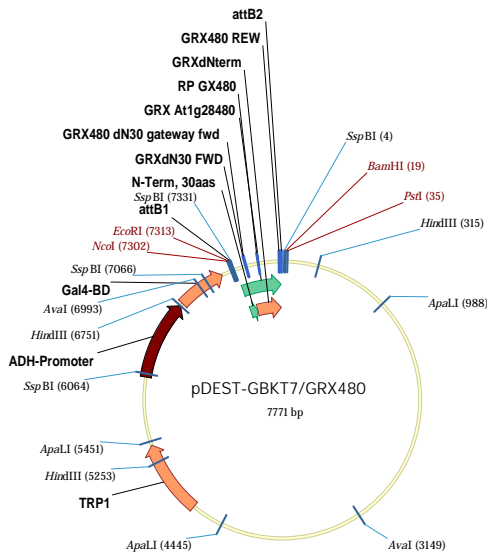 attB2
GRX480 REW
GRXdNterm
RP GX480
GRX At1g28480
GRX480 dN30 gateway fwd
GRXdN30 FWD
N-Term, 30aas
SspBI (7331)
attB1
EcoRI (7313)
NcoI (7302)
SspBI (7066)
Gal4-BD
AvaI (6993)
HindIII (6751)
ADH-Promoter
SspBI (6064)
ApaLI (5451)
HindIII (5253)
TRP1
ApaLI (4445)
SspBI (4)
BamHI (19)
PstI (35)
HindIII (315)
ApaLI (988)
AvaI (3149)
pDEST-GBKT7/GRX480
7771 bp